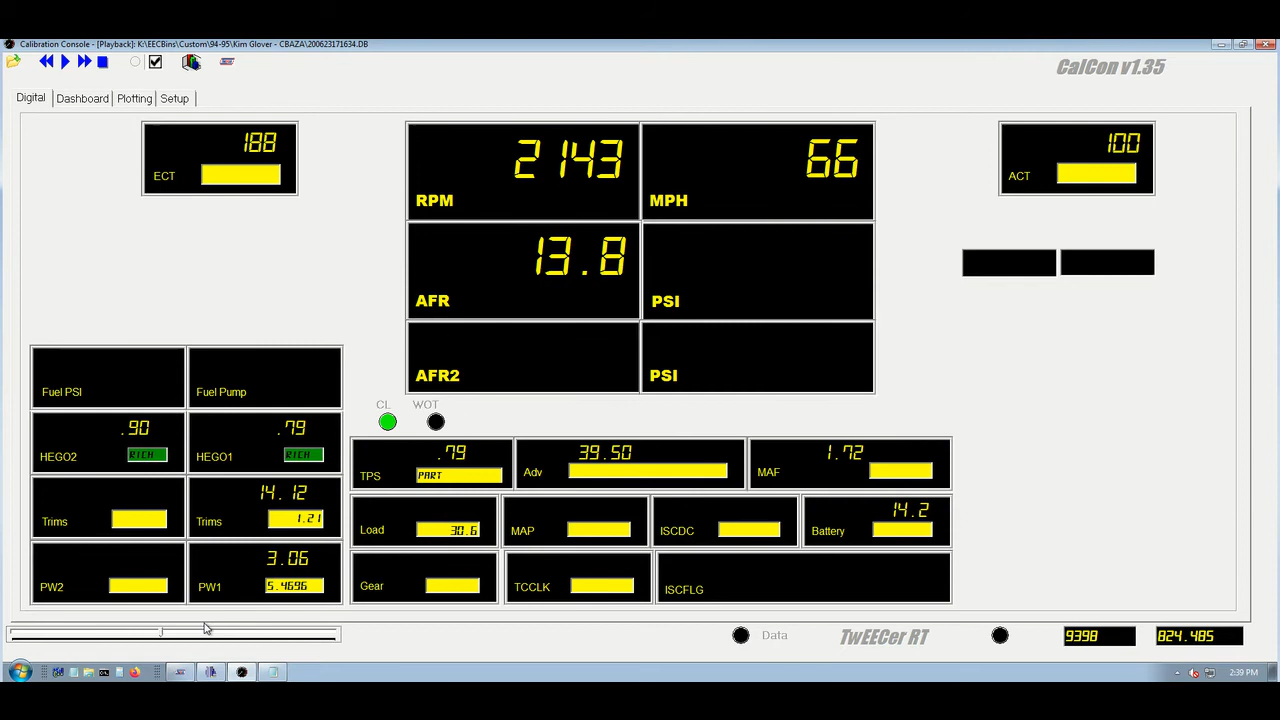 Calibration Console - [Playback]: K:\EECBins\Custom\94-95\Kim Glover - CBAZA\200623171634.DB
CalCon v1.35
Digital Dashboard Plotting Setup
188
ECT
2143
RPM
66
MPH
100
ACT
13.8
AFR
PSI
AFR2
PSI
Fuel PSI
Fuel Pump
CL WOT
.90
HEGO2 RICH
.79
HEGO1 RICH
.79
TPS PART
39.50
Adv
1.72
MAF
Trims
14.12
Trims 1.21
Load 30.6
MAP
ISCDC
14.2
Battery
PW2
3.06
PW1 5.4696
Gear
TCCLK
ISCFLG
Data
TwEECer RT
9398
824.485
2:39 PM